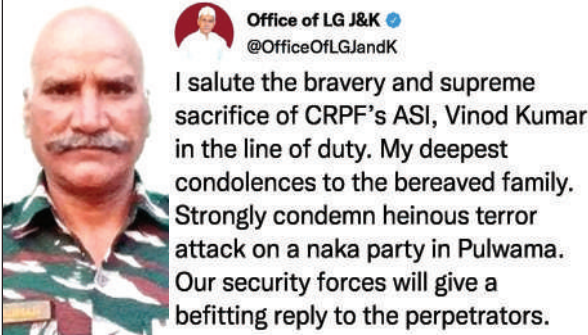 Office of LG J&K
@OfficeOfLGJandK
I salute the bravery and supreme
sacrifice of CRPF's ASI, Vinod Kumar
in the line of duty. My deepest
condolences to the bereaved family.
Strongly condemn heinous terror
attack on a naka party in Pulwama.
Our security forces will give a
befitting reply to the perpetrators.